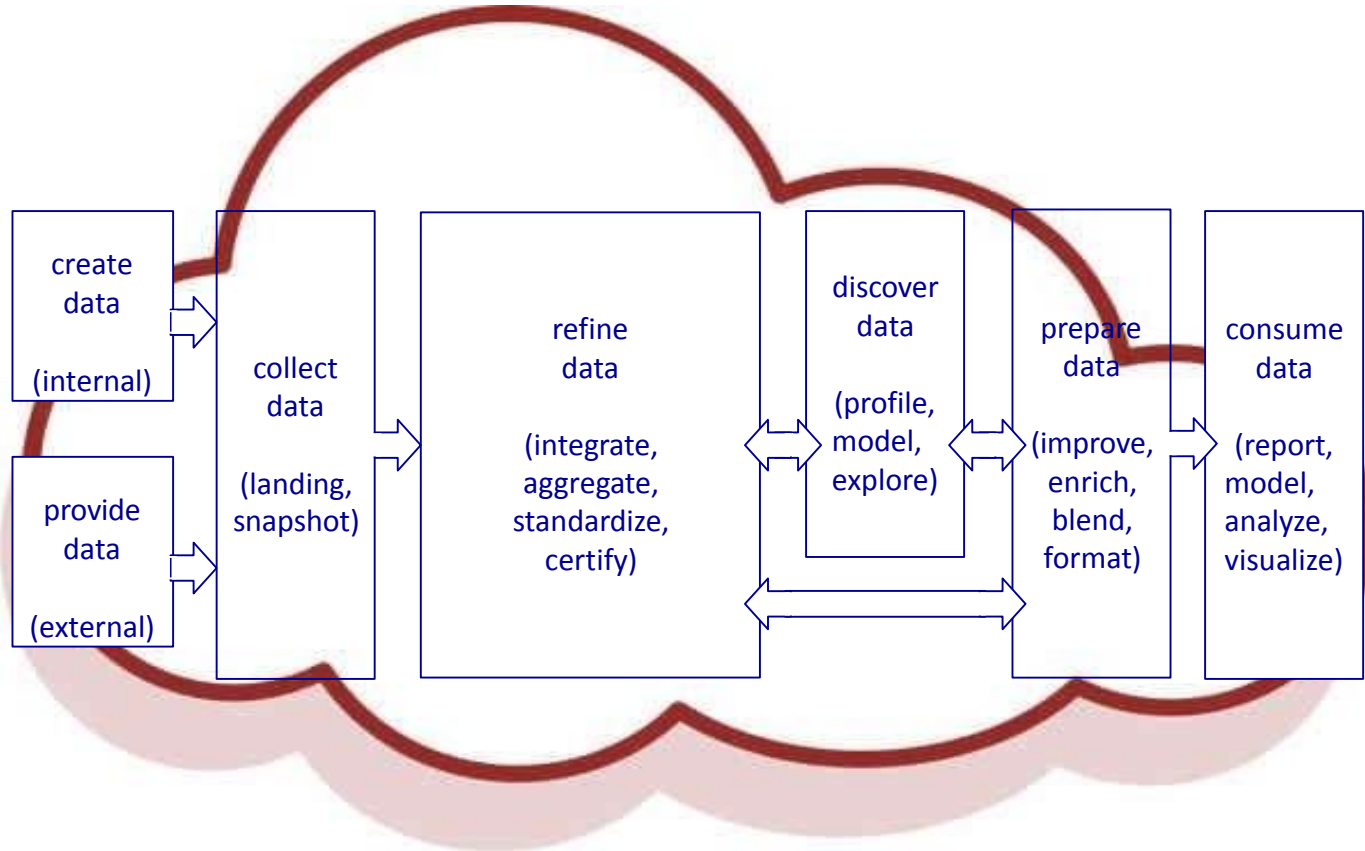 create
data
(internal)
provide
data
(external)
collect
data
(landing,
snapshot)
refine
data
(integrate,
aggregate,
standardize,
certify)
discover
data
(profile,
model,
explore)
prepare
data
(improve,
enrich,
blend,
format)
consume
data
(report,
model,
analyze,
visualize)